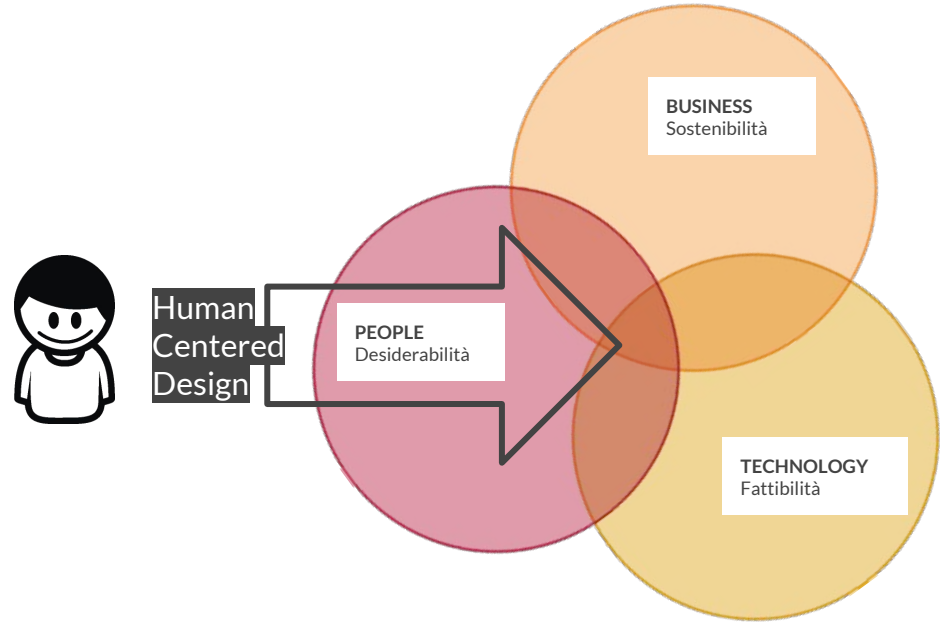 Human
Centered
Design
PEOPLE
Desiderabilità
BUSINESS
Sostenibilità
TECHNOLOGY
Fattibilità